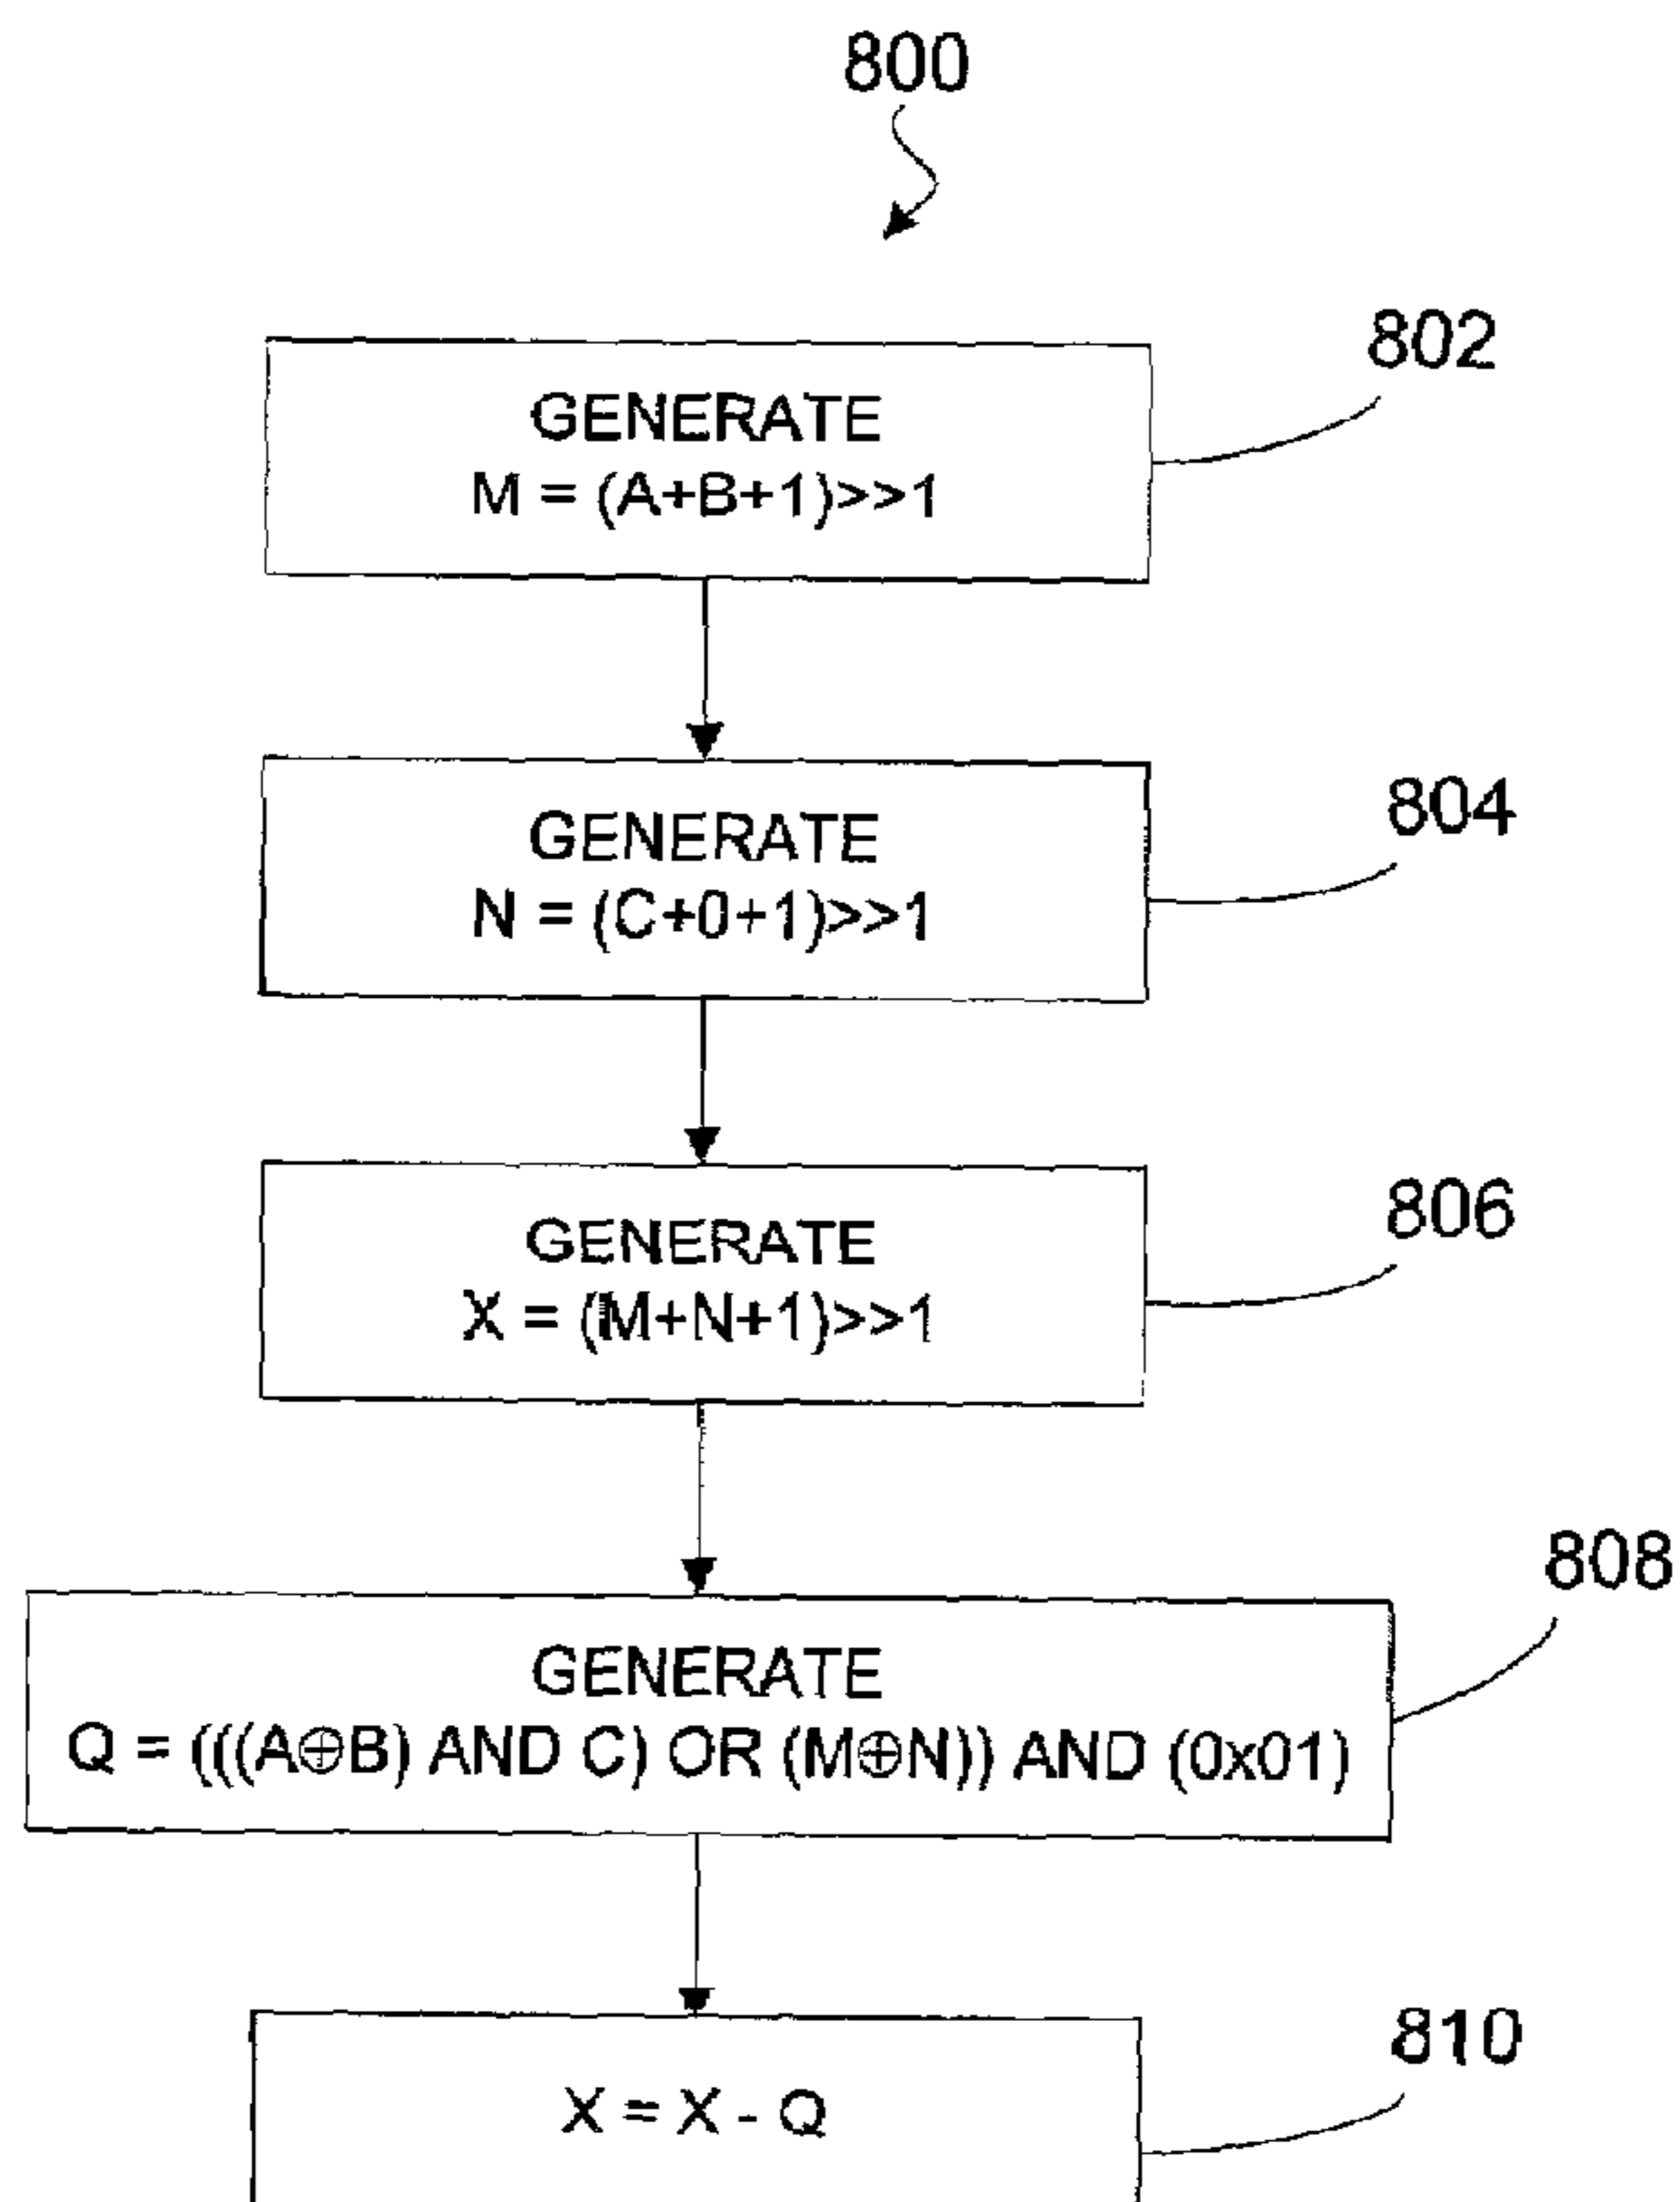 800
802
GENERATE
M = (A+B+1)>>1
804
GENERATE
N = (C+0+1)>>1
806
GENERATE
X = (M+N+1)>>1
808
GENERATE
Q = (((A⊕B) AND C) OR (M⊕N)) AND (0x01)
810
X = X - Q